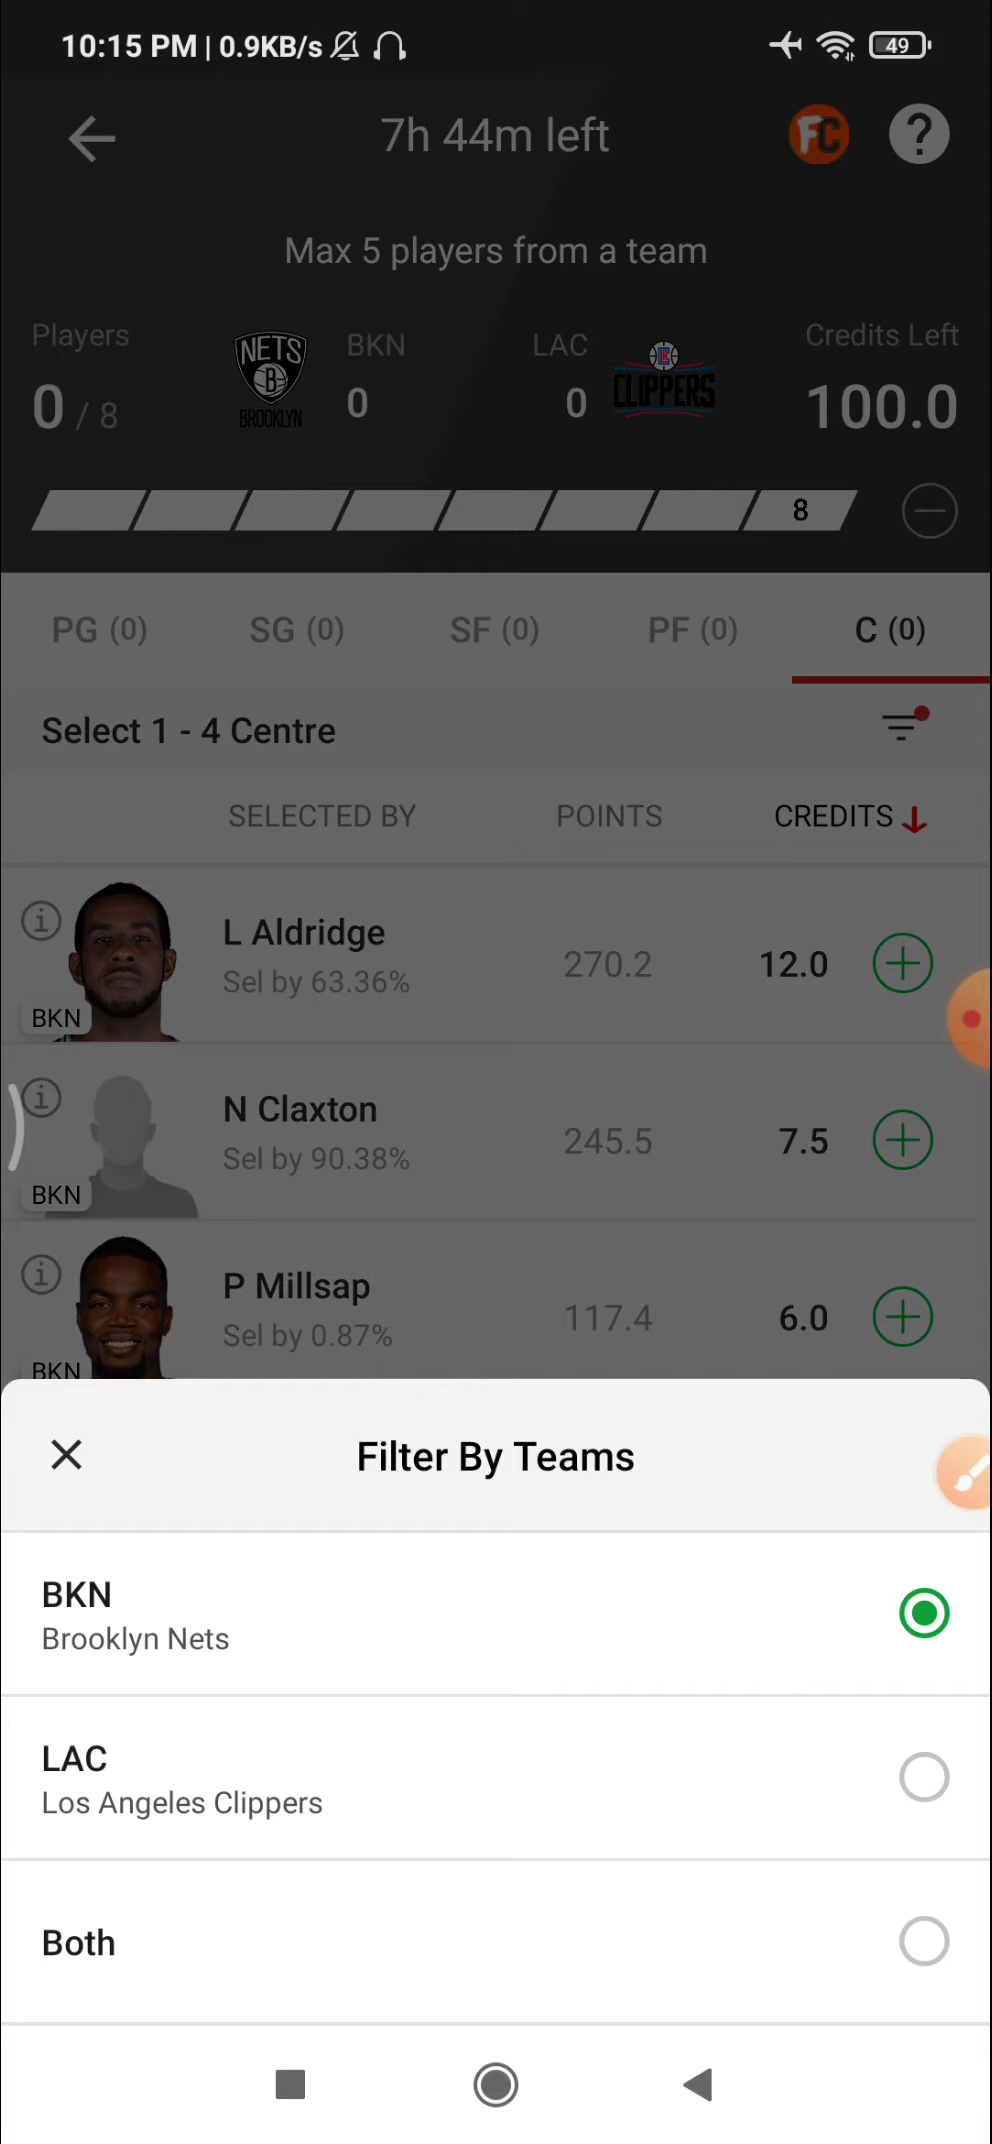 10:15 PM | 0.9KB/s 49
7h 44m left FC ?
Max 5 players from a team
Players BKN LAC Credits Left
NETS B BROOKLYN CLIPPERS
0 / 8 0 0 100.0
8
PG (0) SG (0) SF (0) PF (0) C (0)
Select 1 - 4 Centre
SELECTED BY POINTS CREDITS
L Aldridge
Sel by 63.36% 270.2 12.0
BKN
N Claxton
Sel by 90.38% 245.5 7.5
BKN
P Millsap
Sel by 0.87% 117.4 6.0
BKN
Filter By Teams
BKN
Brooklyn Nets
LAC
Los Angeles Clippers
Both